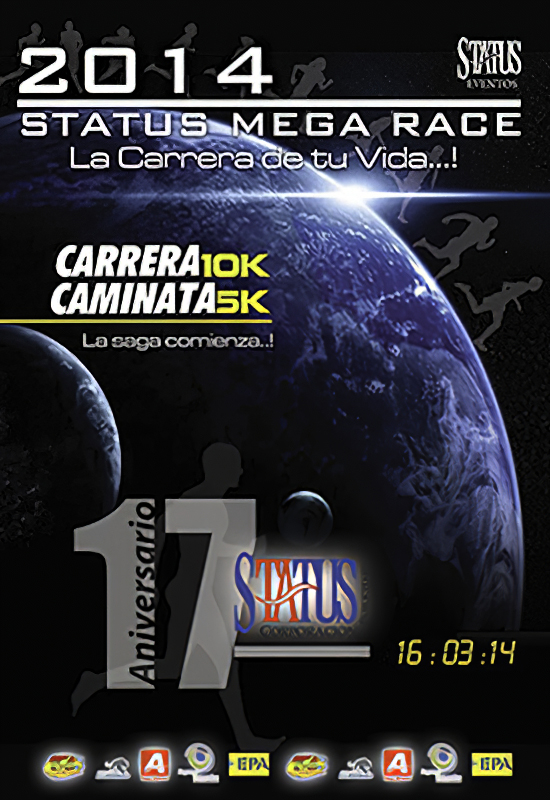 2014
STATUS
EVENTOS
STATUS MEGA RACE
La Carrera de tu Vida...!
CARRERA10K
CAMINATA5K
La saga comienza..!
17
Aniversario
STATUS
CORPORACION
16:03:14
A
EPA
A
EPA